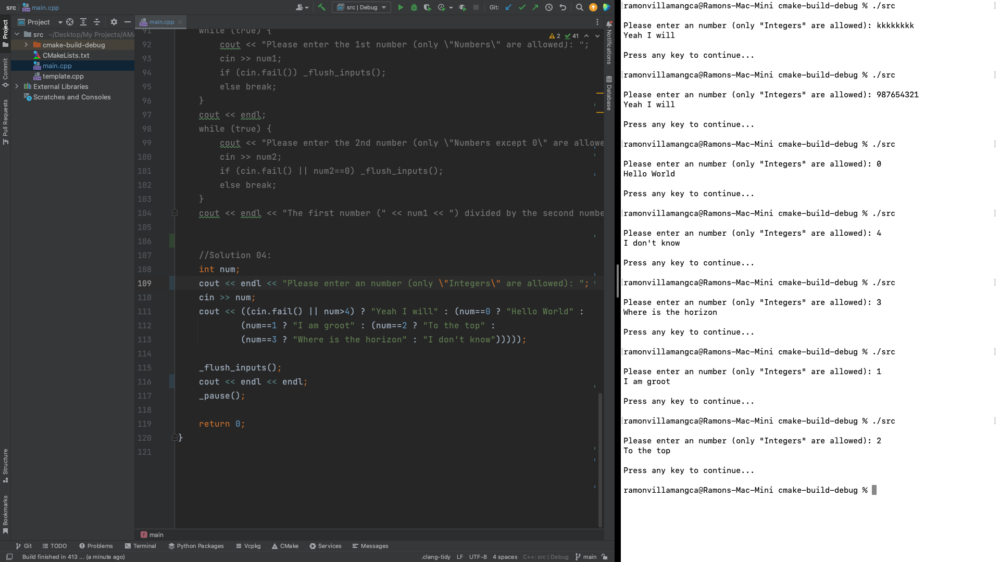 src main.cpp
src | Debug
Git:
Project
main.cpp
src ~/Desktop/My Projects/AM
cmake-build-debug
CMakeLists.txt
main.cpp
template.cpp
External Libraries
Scratches and Consoles
Project
Commit
Pull Requests
Structure
Bookmarks
Notifications
Database
2 41
91 while (true) {
92 cout << "Please enter the 1st number (only \"Numbers\" are allowed): ";
93 cin >> num1;
94 if (cin.fail()) _flush_inputs();
95 else break;
96 }
97 cout << endl;
98 while (true) {
99 cout << "Please enter the 2nd number (only \"Numbers except 0\" are allowe
100 cin >> num2;
101 if (cin.fail() || num2==0) _flush_inputs();
102 else break;
103 }
104 cout << endl << "The first number (" << num1 << ") divided by the second numbe
105
106
107 //Solution 04:
108 int num;
109 cout << endl << "Please enter an number (only \"Integers\" are allowed): ";
110 cin >> num;
111 cout << ((cin.fail() || num>4) ? "Yeah I will" : (num==0 ? "Hello World" :
112 (num==1 ? "I am groot" : (num==2 ? "To the top" :
113 (num==3 ? "Where is the horizon" : "I don't know")))));
114
115 _flush_inputs();
116 cout << endl << endl;
117 _pause();
118
119 return 0;
120 }
121
main
Git TODO Problems Terminal Python Packages Vcpkg CMake Services Messages
Build finished in 413 ... (a minute ago)
.clang-tidy LF UTF-8 4 spaces C++: src | Debug main
[ramonvillamangca@Ramons-Mac-Mini cmake-build-debug % ./src ]
Please enter an number (only "Integers" are allowed): kkkkkkkk
Yeah I will
Press any key to continue...
[ramonvillamangca@Ramons-Mac-Mini cmake-build-debug % ./src ]
Please enter an number (only "Integers" are allowed): 987654321
Yeah I will
Press any key to continue...
[ramonvillamangca@Ramons-Mac-Mini cmake-build-debug % ./src ]
Please enter an number (only "Integers" are allowed): 0
Hello World
Press any key to continue...
[ramonvillamangca@Ramons-Mac-Mini cmake-build-debug % ./src ]
Please enter an number (only "Integers" are allowed): 4
I don't know
Press any key to continue...
[ramonvillamangca@Ramons-Mac-Mini cmake-build-debug % ./src ]
Please enter an number (only "Integers" are allowed): 3
Where is the horizon
Press any key to continue...
[ramonvillamangca@Ramons-Mac-Mini cmake-build-debug % ./src ]
Please enter an number (only "Integers" are allowed): 1
I am groot
Press any key to continue...
[ramonvillamangca@Ramons-Mac-Mini cmake-build-debug % ./src ]
Please enter an number (only "Integers" are allowed): 2
To the top
Press any key to continue...
ramonvillamangca@Ramons-Mac-Mini cmake-build-debug %